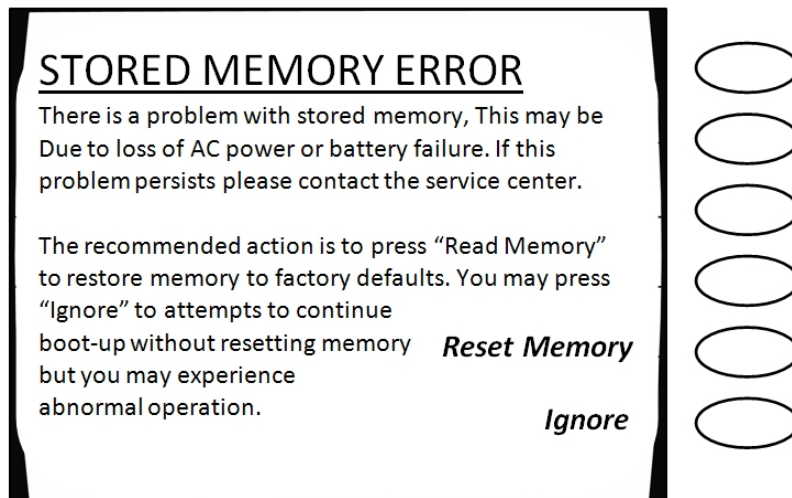 STORED MEMORY ERROR
There is a problem with stored memory, This may be
Due to loss of AC power or battery failure. If this
problem persists please contact the service center.
The recommended action is to press “Read Memory”
to restore memory to factory defaults. You may press
“Ignore” to attempts to continue
boot-up without resetting memory
but you may experience
abnormal operation.
Reset Memory
Ignore